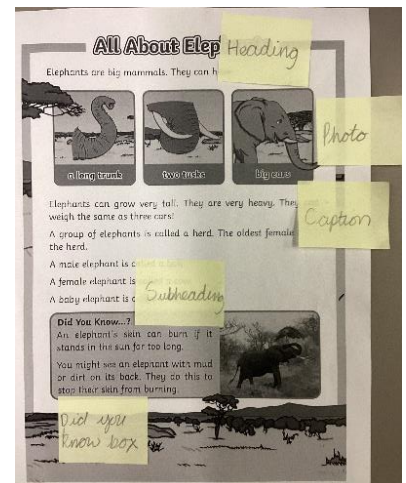 All About Elep
Heading
Elephants are big mammals. They can h
Photo
a long trunk
two tusks
big ears
Elephants can grow very tall. They are very heavy. They
weigh the same as three cars!
Caption
A group of elephants is called a herd. The oldest female
the herd.
A male elephant is
A female elephant is
A baby elephant is
Subheading
Did You Know...?
An elephant's skin can burn if it
stands in the sun for too long.
You might see an elephant with mud
or dirt on its back. They do this to
stop their skin from burning.
Did you
know box